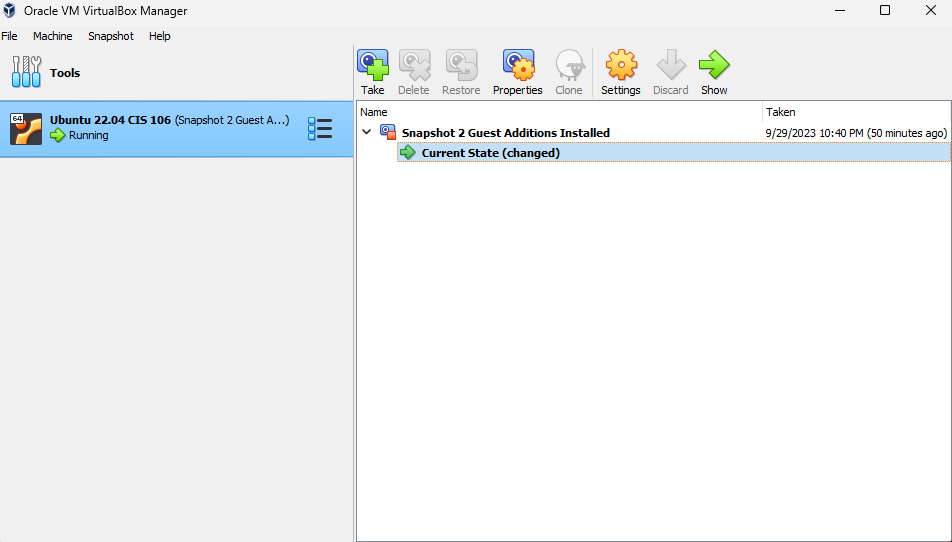 Oracle VM VirtualBox Manager
File Machine Snapshot Help
Tools
Take Delete Restore Properties Clone Settings Discard Show
64
Ubuntu 22.04 CIS 106 (Snapshot 2 Guest A...)
Running
Name Taken
Snapshot 2 Guest Additions Installed 9/29/2023 10:40 PM (50 minutes ago)
Current State (changed)